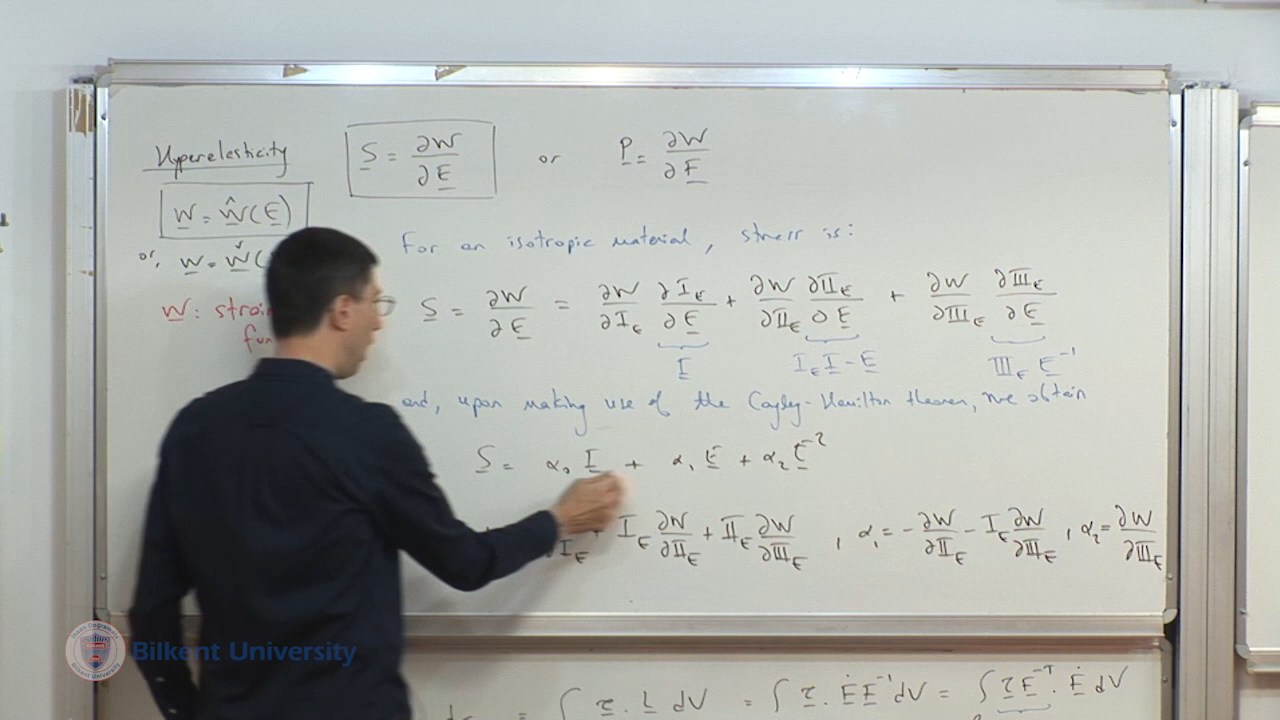 Hyperelasticity
S = ∂W/∂E or P = ∂W/∂F
W = Ŵ(E)
or, W = W̌(
For an isotropic material, stress is:
W: strai
fu
S = ∂W/∂E = ∂W/∂I_E ∂I_E/∂E + ∂W/∂II_E ∂II_E/∂E + ∂W/∂III_E ∂III_E/∂E
I I_E I - E III_E E⁻¹
and, upon making use of the Cayley-Hamilton theorem, we obtain
S = α₀ I + α₁ E + α₂ E²
∂I_E + I_E ∂W/∂II_E + II_E ∂W/∂III_E , α₁ = -∂W/∂II_E - I_E ∂W/∂III_E , α₂ = ∂W/∂III_E
= ∫ τ · L dV = ∫ τ · Ḟ F⁻¹ dV = ∫ τ F⁻ᵀ · Ḟ dV
Bilkent University